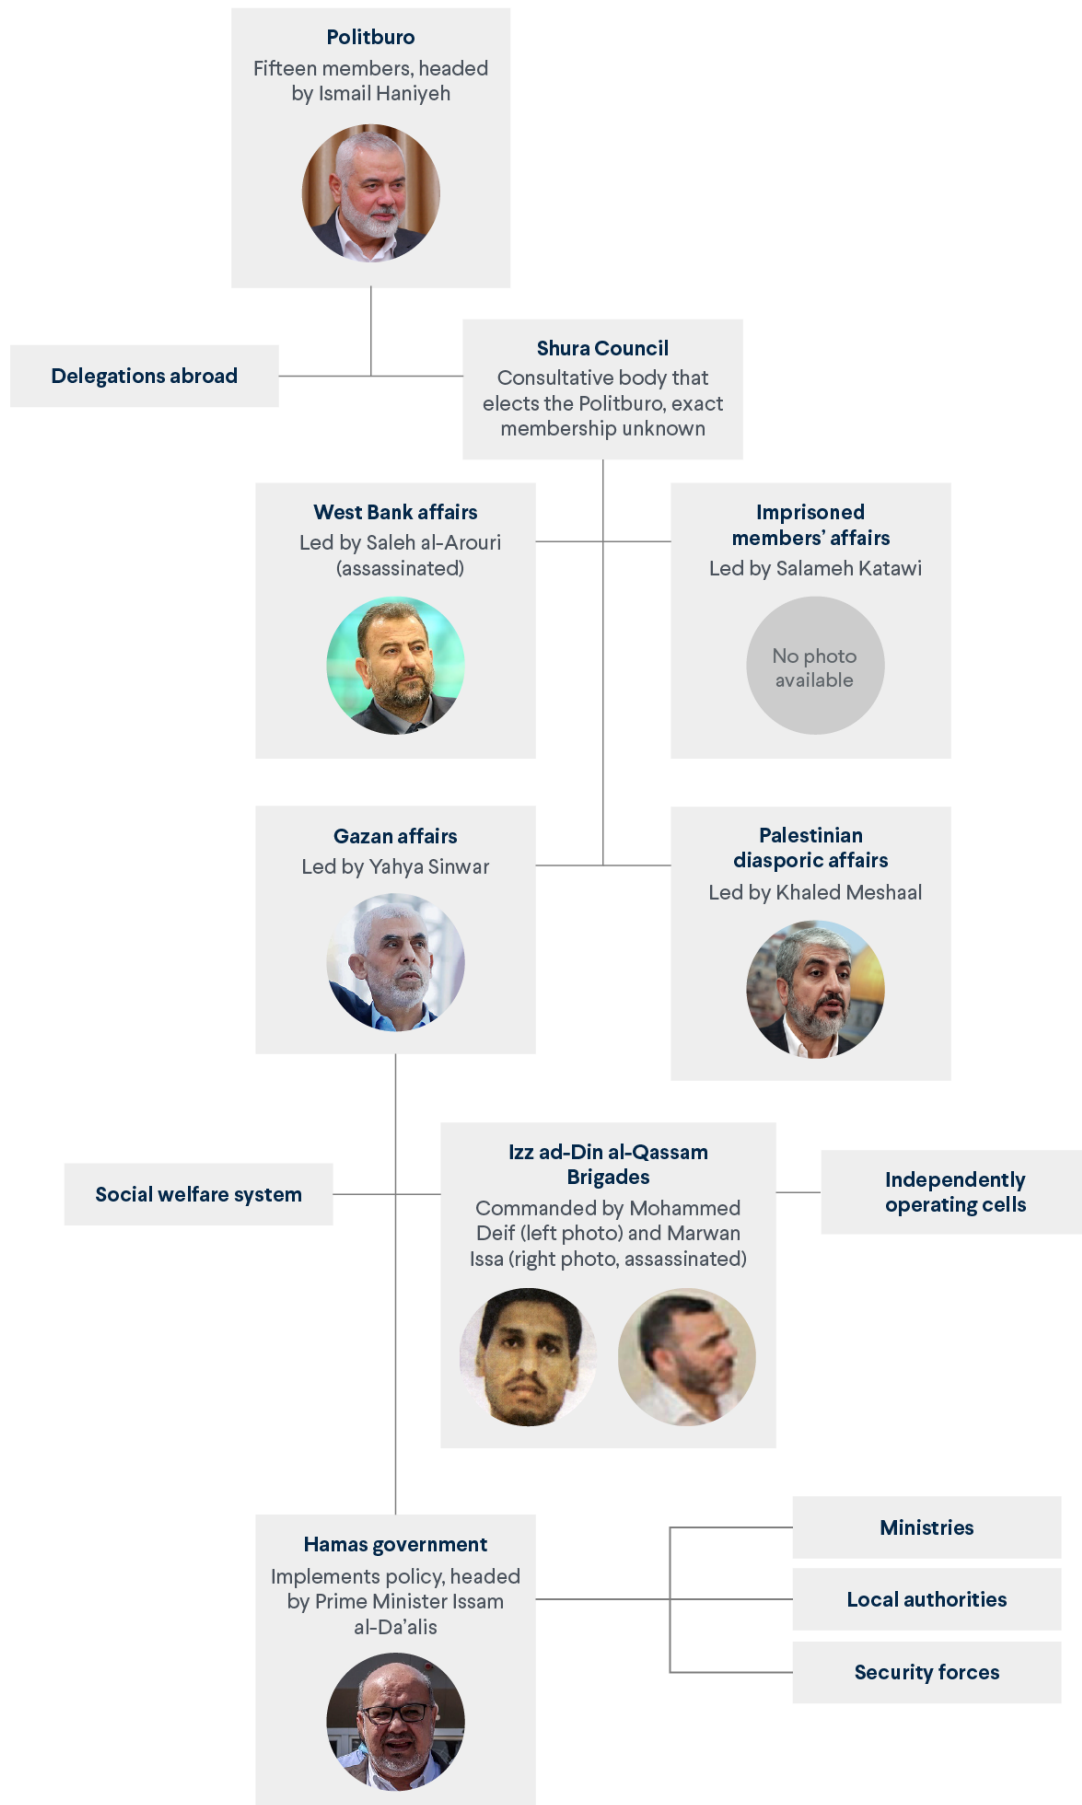 Politburo
Fifteen members, headed
by Ismail Haniyeh
Delegations abroad
Shura Council
Consultative body that
elects the Politburo, exact
membership unknown
West Bank affairs
Led by Saleh al-Arouri
(assassinated)
Imprisoned
members’ affairs
Led by Salameh Katawi
No photo
available
Gazan affairs
Led by Yahya Sinwar
Palestinian
diasporic affairs
Led by Khaled Meshaal
Social welfare system
Izz ad-Din al-Qassam
Brigades
Commanded by Mohammed
Deif (left photo) and Marwan
Issa (right photo, assassinated)
Independently
operating cells
Hamas government
Implements policy, headed
by Prime Minister Issam
al-Da’alis
Ministries
Local authorities
Security forces